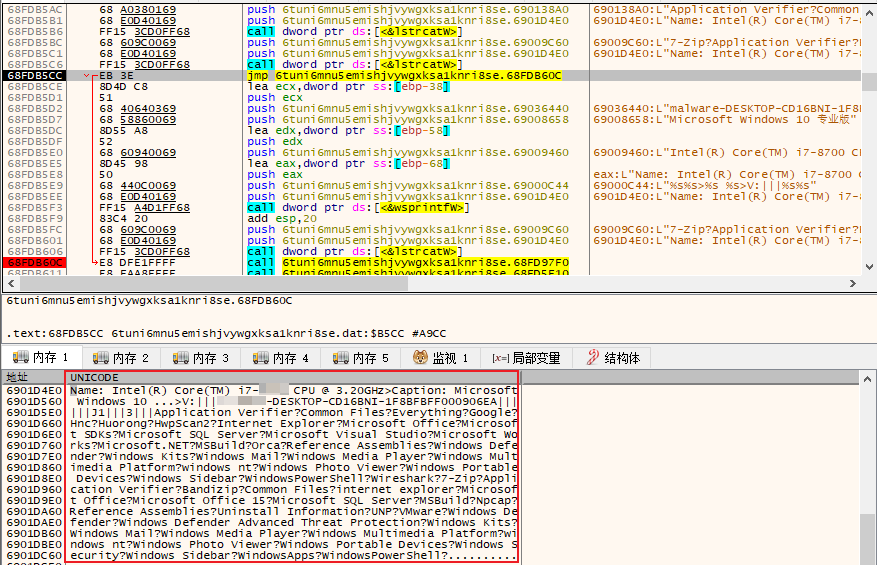 68FDB5AC 68 A0380169 push 6tuni6mnu5emishjvywgxksa1knri8se.690138A0 690138A0:L"Application Verifier?Common
68FDB5B1 68 E0D40169 push 6tuni6mnu5emishjvywgxksa1knri8se.6901D4E0 6901D4E0:L"Name: Intel(R) Core(TM) i7-
68FDB5B6 FF15 3CD0FF68 call dword ptr ds:[<&lstrcatW>]
68FDB5BC 68 609C0069 push 6tuni6mnu5emishjvywgxksa1knri8se.69009C60 69009C60:L"7-Zip?Application Verifier?
68FDB5C1 68 E0D40169 push 6tuni6mnu5emishjvywgxksa1knri8se.6901D4E0 6901D4E0:L"Name: Intel(R) Core(TM) i7-
68FDB5C6 FF15 3CD0FF68 call dword ptr ds:[<&lstrcatW>]
68FDB5CC EB 3E jmp 6tuni6mnu5emishjvywgxksa1knri8se.68FDB60C
68FDB5CE 8D4D C8 lea ecx,dword ptr ss:[ebp-38]
68FDB5D1 51 push ecx
68FDB5D2 68 40640369 push 6tuni6mnu5emishjvywgxksa1knri8se.69036440 69036440:L"malware-DESKTOP-CD16BNI-1F8
68FDB5D7 68 58860069 push 6tuni6mnu5emishjvywgxksa1knri8se.69008658 69008658:L"Microsoft Windows 10 专业版"
68FDB5DC 8D55 A8 lea edx,dword ptr ss:[ebp-58]
68FDB5DF 52 push edx
68FDB5E0 68 60940069 push 6tuni6mnu5emishjvywgxksa1knri8se.69009460 69009460:L"Intel(R) Core(TM) i7-8700 C
68FDB5E5 8D45 98 lea eax,dword ptr ss:[ebp-68]
68FDB5E8 50 push eax eax:L"Name: Intel(R) Core(TM) i7-8700 C
68FDB5E9 68 440C0069 push 6tuni6mnu5emishjvywgxksa1knri8se.69000C44 69000C44:L"%s%s>%s %s>V:|||%s%s"
68FDB5EE 68 E0D40169 push 6tuni6mnu5emishjvywgxksa1knri8se.6901D4E0 6901D4E0:L"Name: Intel(R) Core(TM) i7-
68FDB5F3 FF15 A4D1FF68 call dword ptr ds:[<&wsprintfW>]
68FDB5F9 83C4 20 add esp,20
68FDB5FC 68 609C0069 push 6tuni6mnu5emishjvywgxksa1knri8se.69009C60 69009C60:L"7-Zip?Application Verifier?
68FDB601 68 E0D40169 push 6tuni6mnu5emishjvywgxksa1knri8se.6901D4E0 6901D4E0:L"Name: Intel(R) Core(TM) i7-
68FDB606 FF15 3CD0FF68 call dword ptr ds:[<&lstrcatW>]
68FDB60C E8 DFE1FFFF call 6tuni6mnu5emishjvywgxksa1knri8se.68FD97F0
6tuni6mnu5emishjvywgxksa1knri8se.68FDB60C
.text:68FDB5CC 6tuni6mnu5emishjvywgxksa1knri8se.dat:$B5CC #A9CC
内存 1 内存 2 内存 3 内存 4 内存 5 监视 1 [x=] 局部变量 结构体
地址 UNICODE
6901D4E0 Name: Intel(R) Core(TM) i7- CPU @ 3.20GHz>Caption: Microsoft
6901D560 Windows 10 ...>V:||| -DESKTOP-CD16BNI-1F8BFBFF000906EA|||
6901D5E0 |||J1|||3|||Application Verifier?Common Files?Everything?Google?
6901D660 Hnc?Huorong?HwpScan2?Internet Explorer?Microsoft Office?Microsof
6901D6E0 t SDKs?Microsoft SQL Server?Microsoft Visual Studio?Microsoft Wo
6901D760 rks?Microsoft.NET?MSBuild?Orca?Reference Assemblies?Windows Defe
6901D7E0 nder?Windows Kits?Windows Mail?Windows Media Player?Windows Mult
6901D860 imedia Platform?windows nt?Windows Photo Viewer?Windows Portable
6901D8E0 Devices?Windows Sidebar?WindowsPowerShell?Wireshark?7-Zip?Appli
6901D960 cation Verifier?Bandizip?Common Files?internet explorer?Microsof
6901D9E0 t Office?Microsoft Office 15?Microsoft SQL Server?MSBuild?Npcap?
6901DA60 Reference Assemblies?Uninstall Information?UNP?VMware?Windows De
6901DAE0 fender?Windows Defender Advanced Threat Protection?Windows Kits?
6901DB60 Windows Mail?Windows Media Player?Windows Multimedia Platform?wi
6901DBE0 ndows nt?Windows Photo Viewer?Windows Portable Devices?Windows S
6901DC60 ecurity?Windows Sidebar?WindowsApps?WindowsPowerShell?..........